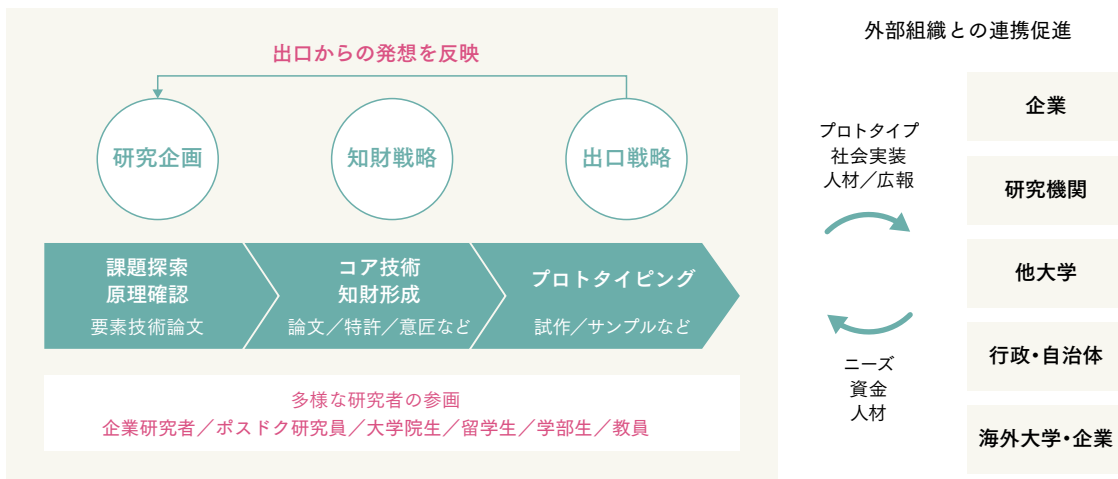 出口からの発想を反映
研究企画
知財戦略
出口戦略
課題探索
原理確認
要素技術論文
コア技術
知財形成
論文／特許／意匠など
プロトタイピング
試作／サンプルなど
多様な研究者の参画
企業研究者／ポスドク研究員／大学院生／留学生／学部生／教員
外部組織との連携促進
プロトタイプ
社会実装
人材／広報
ニーズ
資金
人材
企業
研究機関
他大学
行政・自治体
海外大学・企業